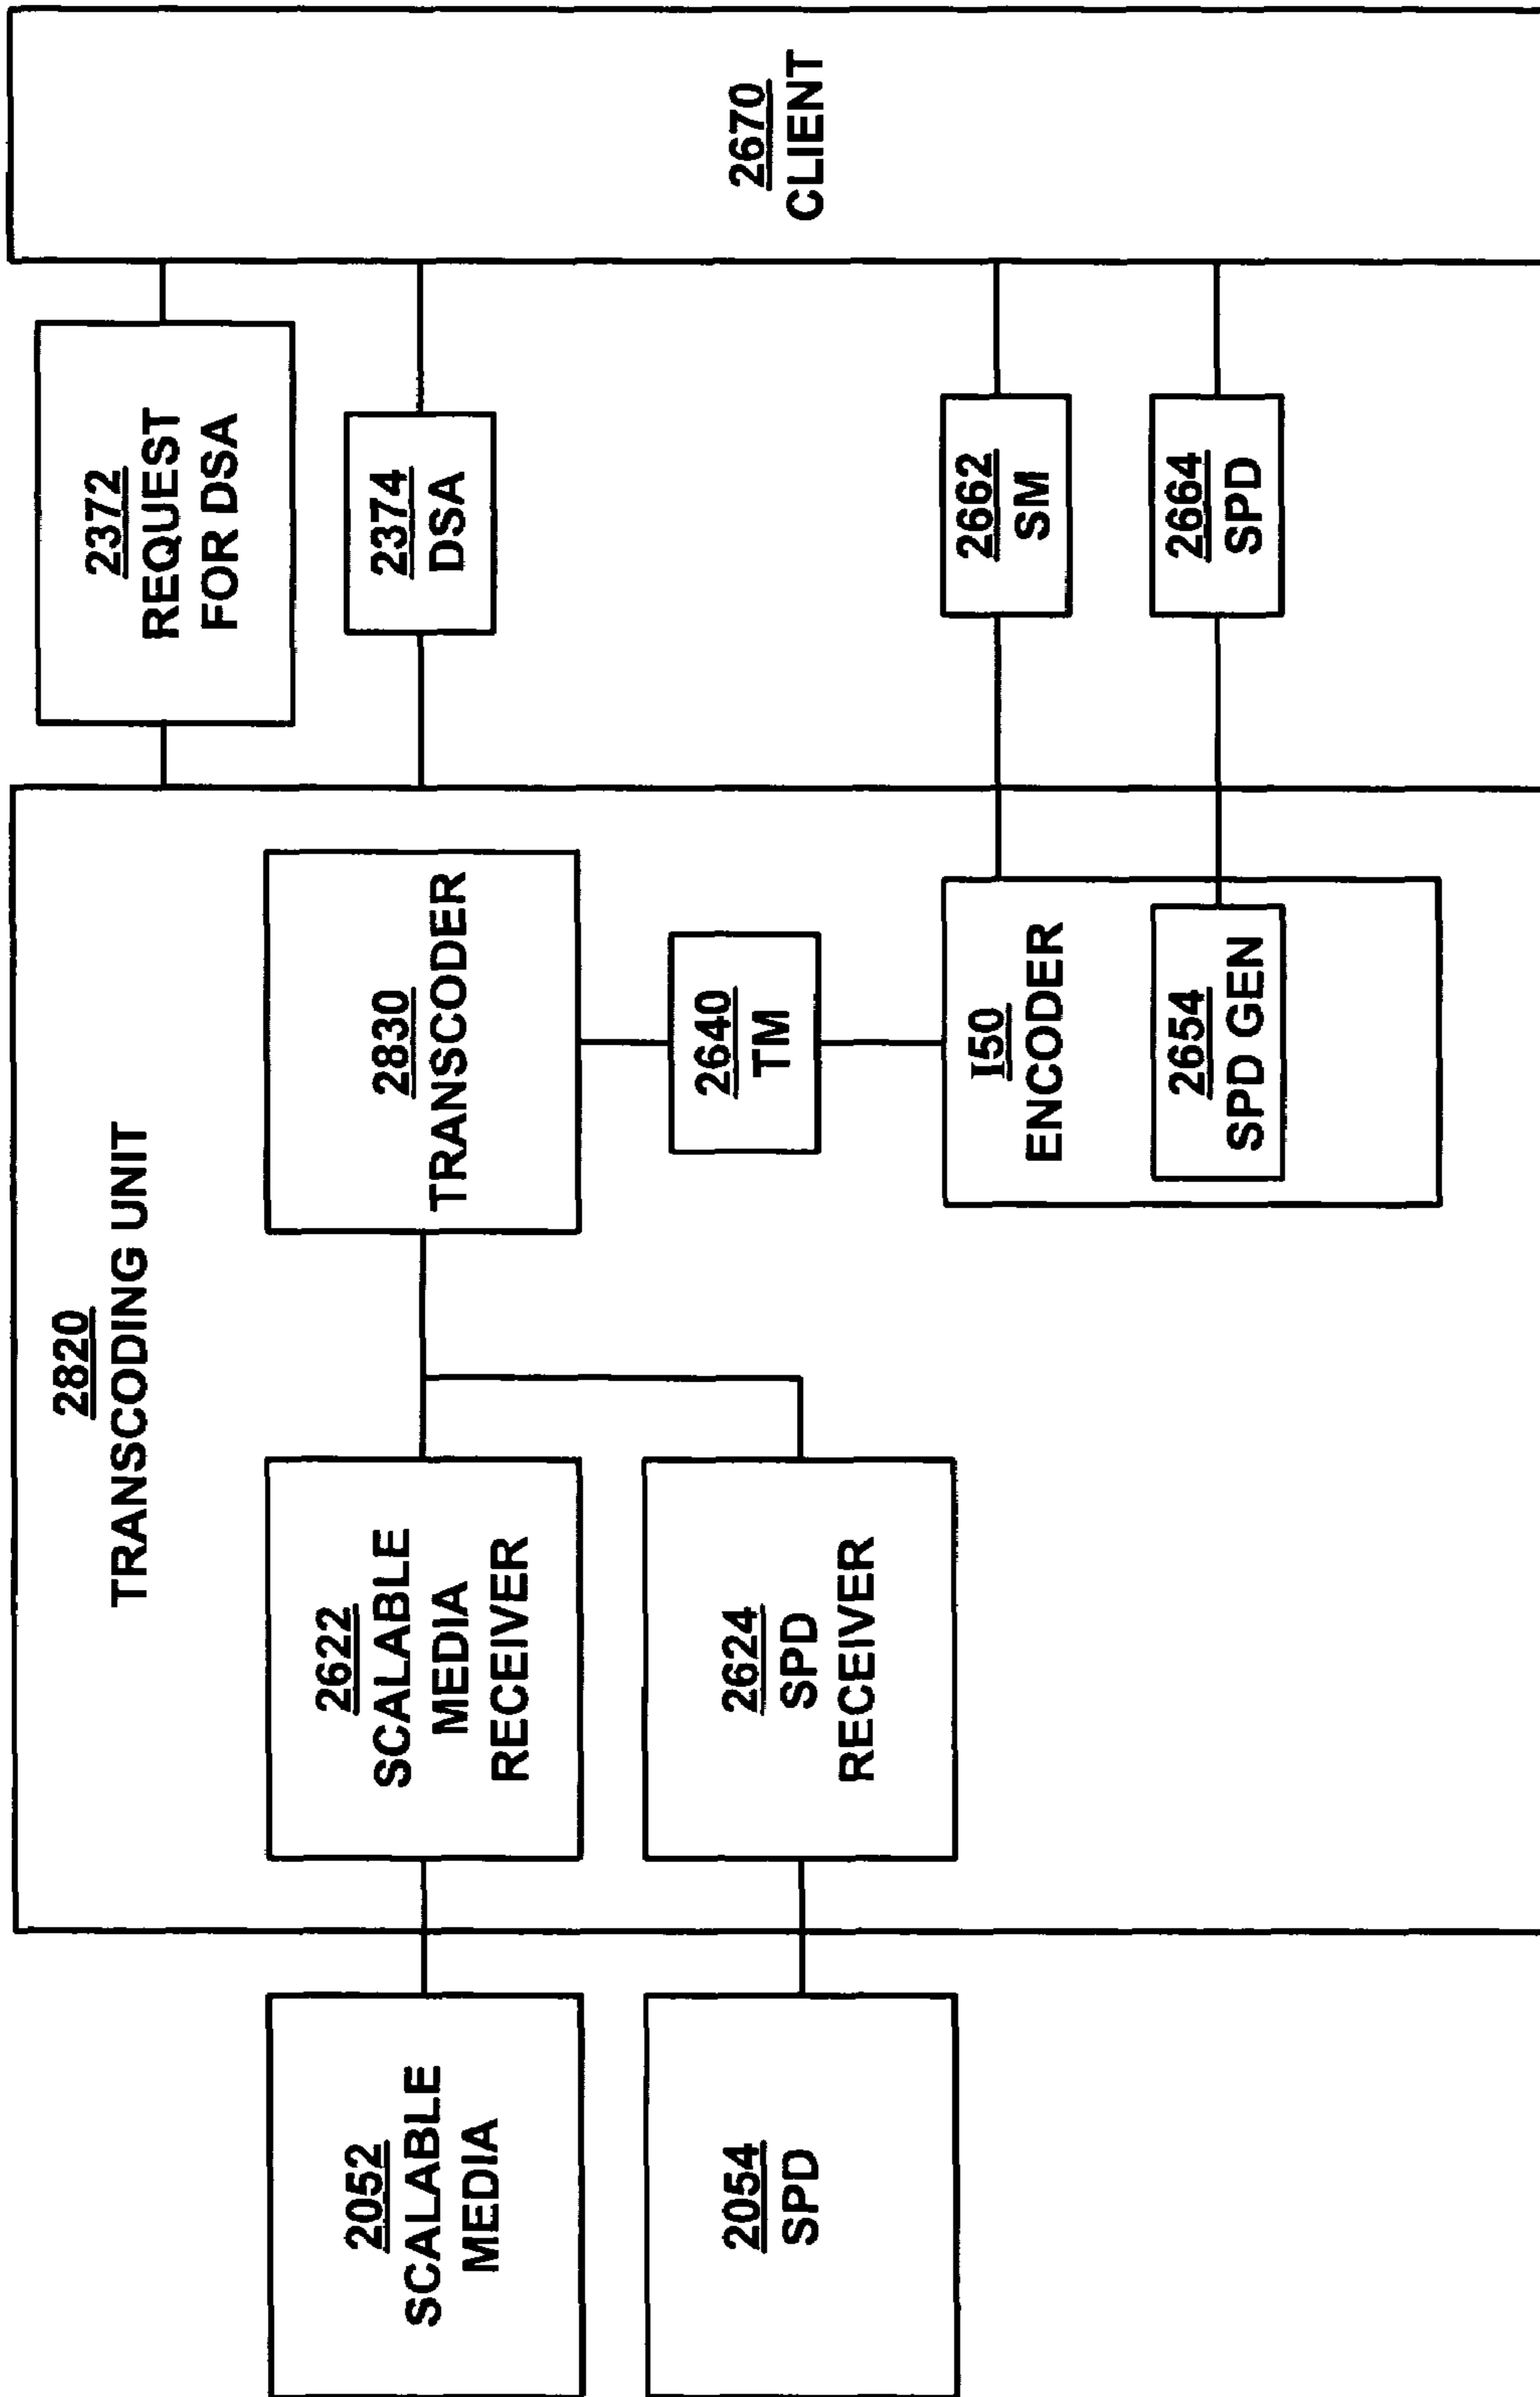 2820
TRANSCODING UNIT
2052
SCALABLE
MEDIA
2054
SPD
2622
SCALABLE
MEDIA
RECEIVER
2624
SPD
RECEIVER
2830
TRANSCODER
2640
TM
I50
ENCODER
2654
SPD GEN
2372
REQUEST
FOR DSA
2374
DSA
2662
SM
2664
SPD
2670
CLIENT